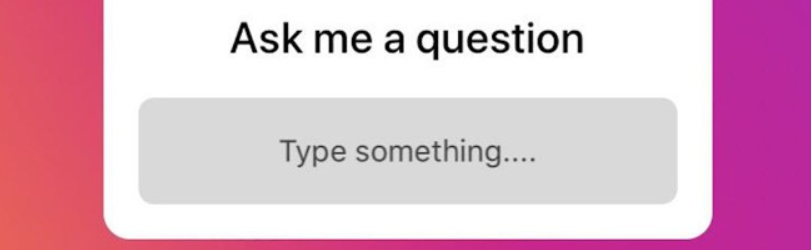 Ask me a question
Type something....